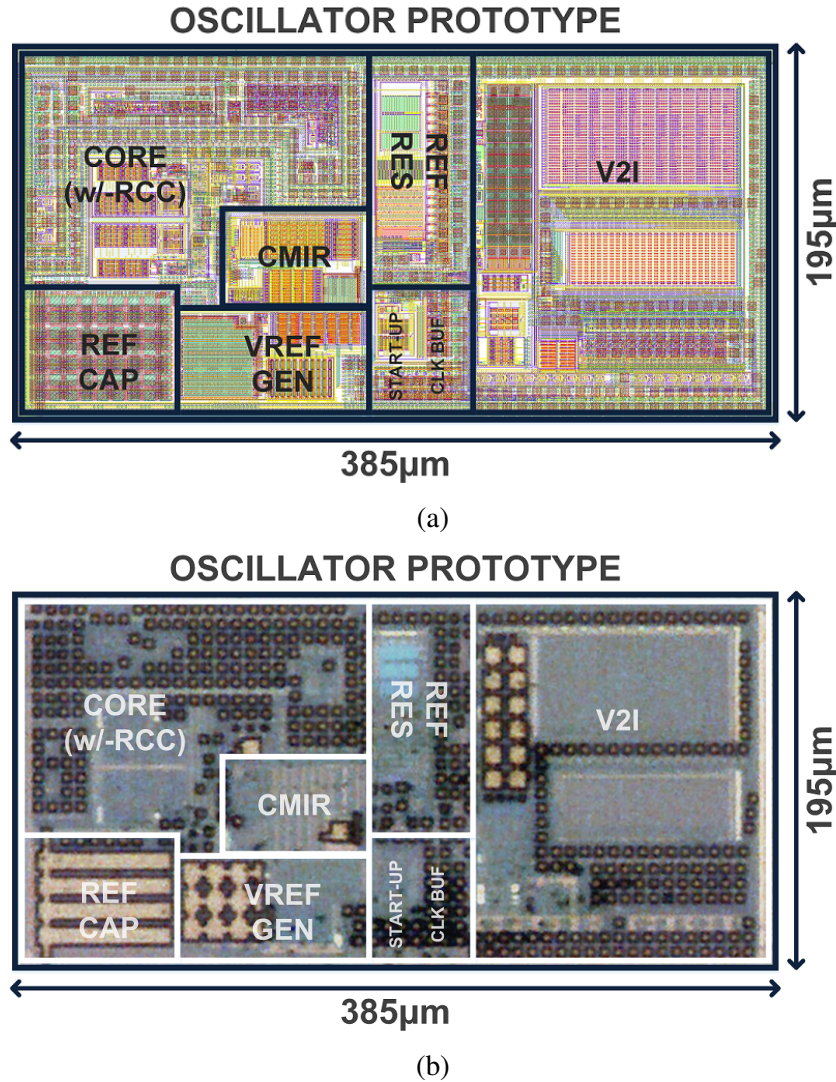 OSCILLATOR PROTOTYPE
CORE
(w/-RCC)
RES
REF
V2I
CMIR
REF
CAP
VREF
GEN
START-UP
CLK BUF
195µm
385µm
(a)
OSCILLATOR PROTOTYPE
CORE
(w/-RCC)
RES
REF
V2I
CMIR
REF
CAP
VREF
GEN
START-UP
CLK BUF
195µm
385µm
(b)